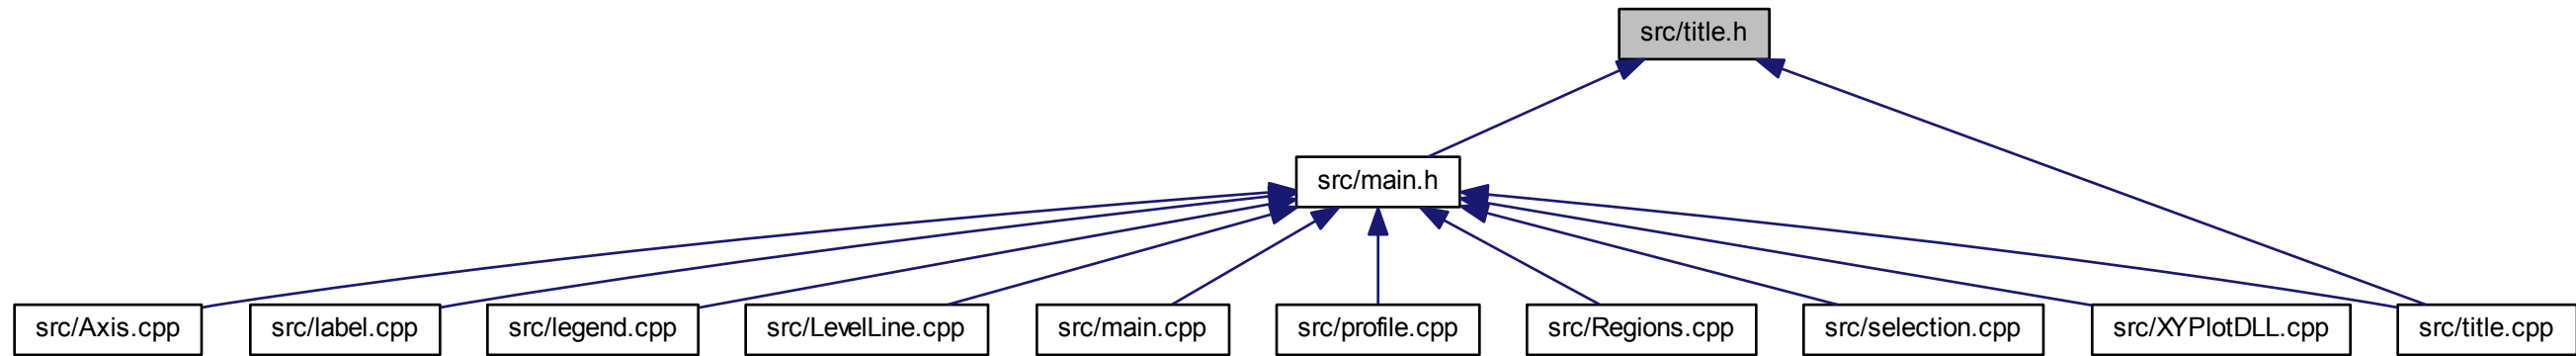 src/title.h
src/main.h
src/Axis.cpp
src/label.cpp
src/legend.cpp
src/LevelLine.cpp
src/main.cpp
src/profile.cpp
src/Regions.cpp
src/selection.cpp
src/XYPlotDLL.cpp
src/title.cpp